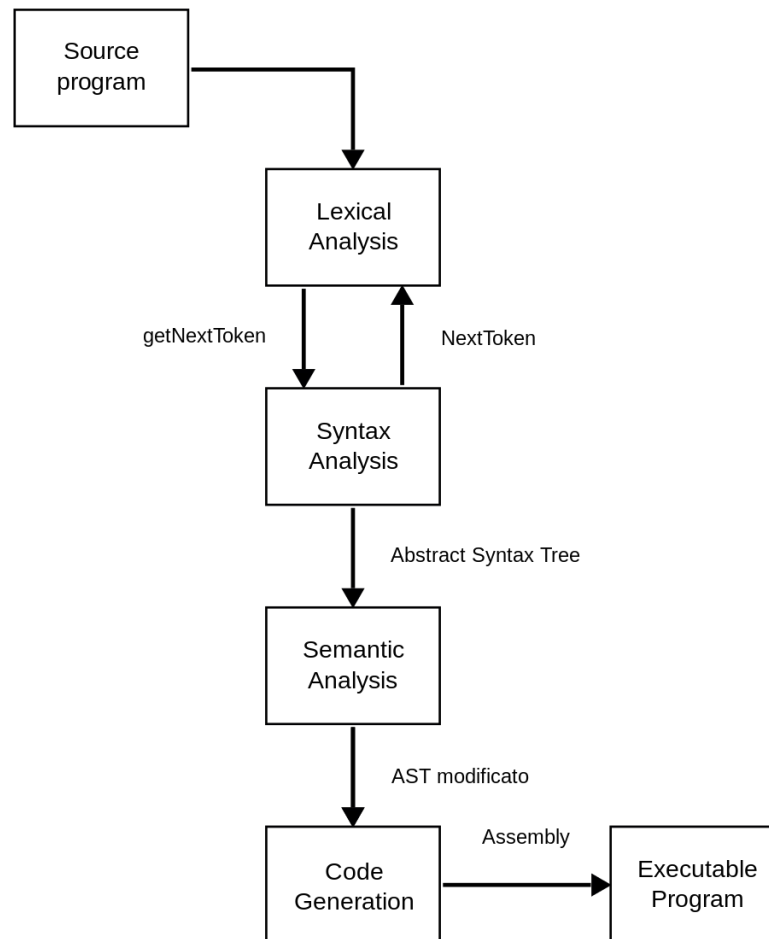 Source
program
Lexical
Analysis
getNextToken
NextToken
Syntax
Analysis
Abstract Syntax Tree
Semantic
Analysis
AST modificato
Code
Generation
Assembly
Executable
Program